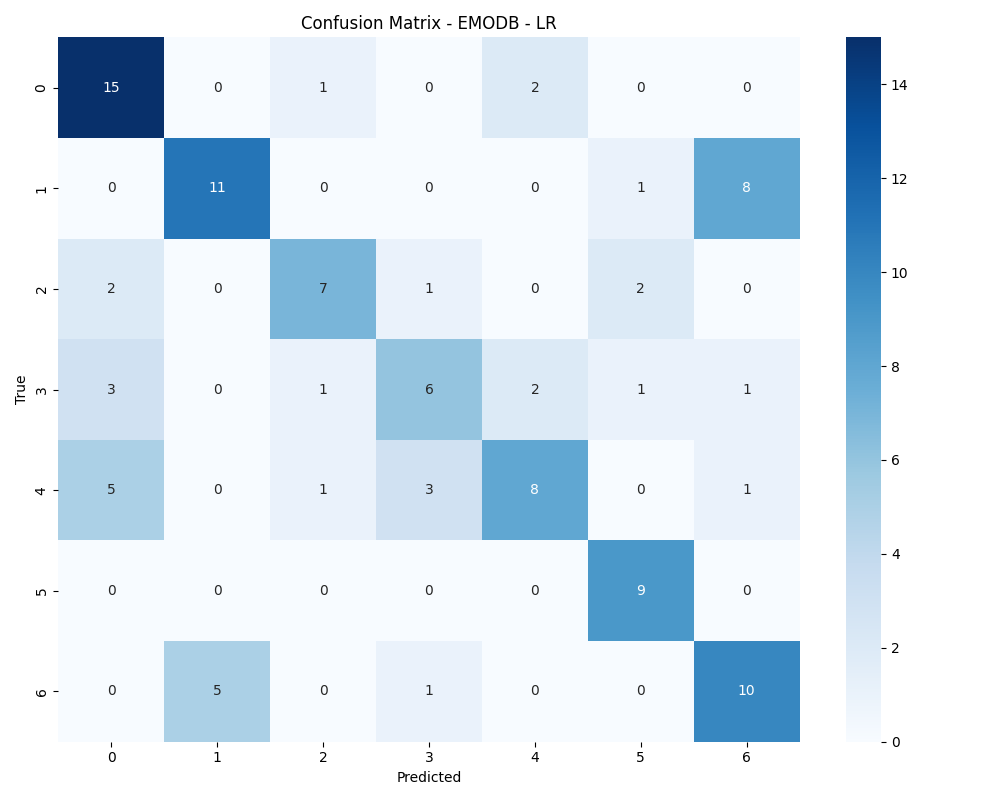 Confusion Matrix - EMODB - LR
0 15 0 1 0 2 0 0
1 0 11 0 0 0 1 8
2 2 0 7 1 0 2 0
3 3 0 1 6 2 1 1
4 5 0 1 3 8 0 1
5 0 0 0 0 0 9 0
6 0 5 0 1 0 0 10
0 1 2 3 4 5 6
True
Predicted
14
12
10
8
6
4
2
0